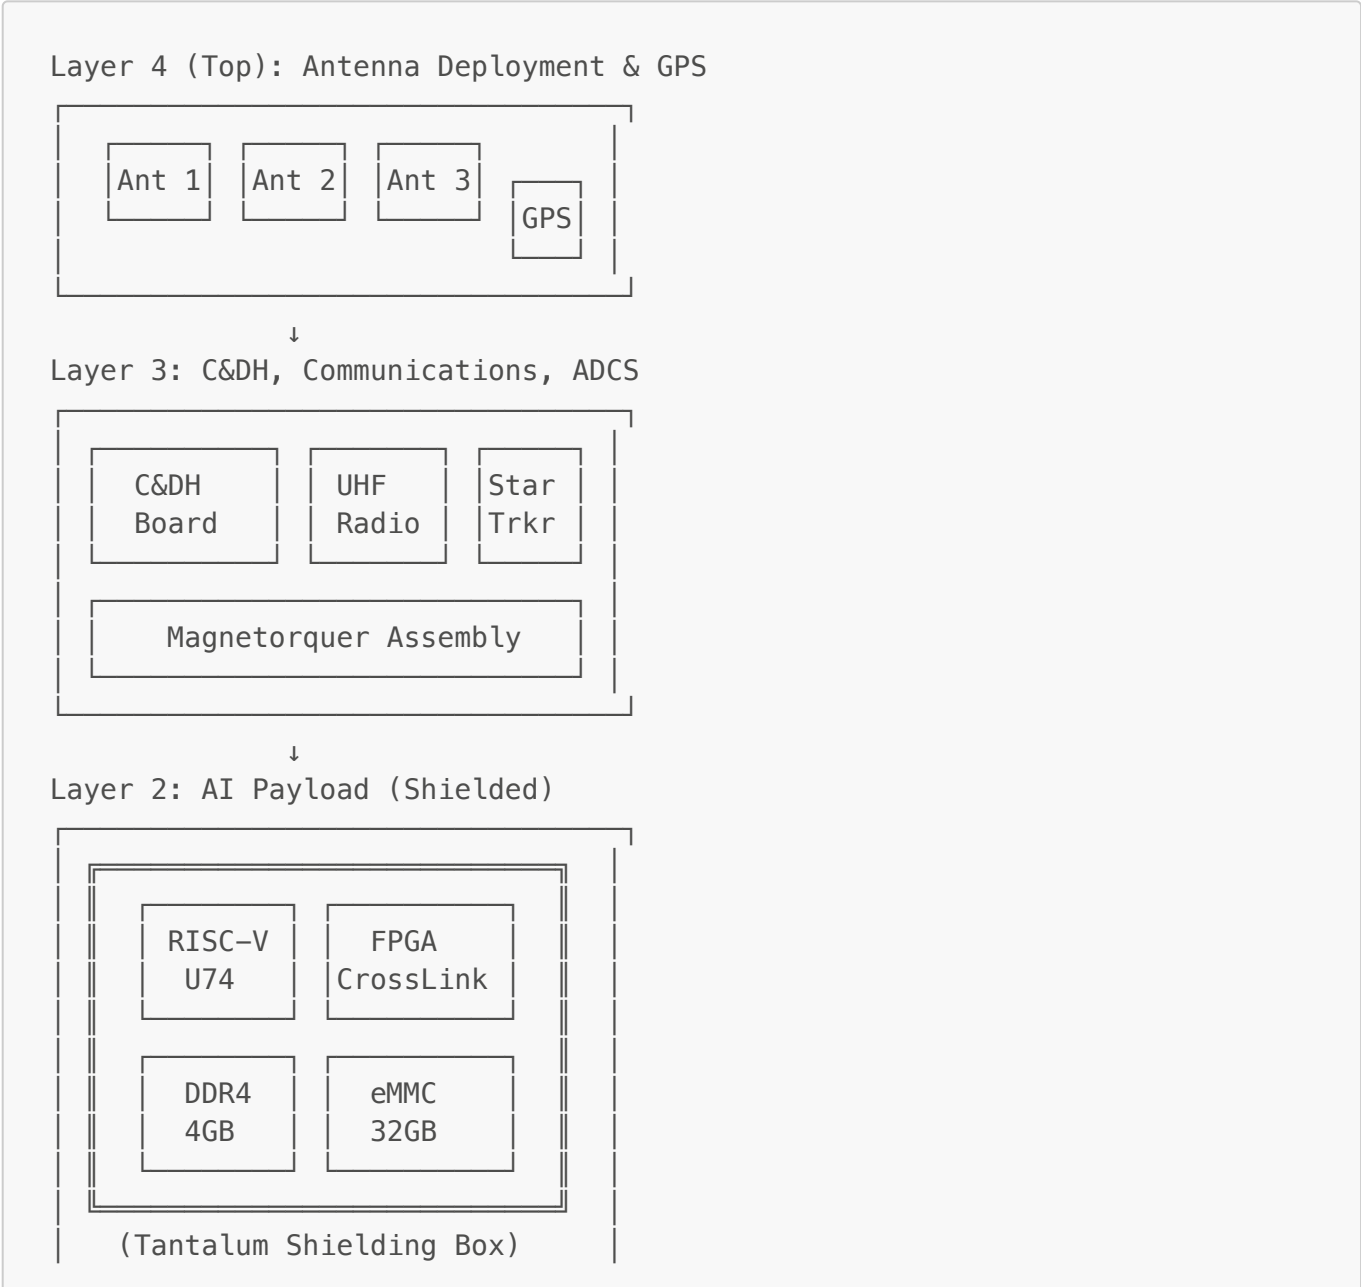 Layer 4 (Top): Antenna Deployment & GPS
Ant 1 Ant 2 Ant 3
GPS
↓
Layer 3: C&DH, Communications, ADCS
C&DH UHF Star
Board Radio Trkr
Magnetorquer Assembly
↓
Layer 2: AI Payload (Shielded)
RISC-V FPGA
U74 CrossLink
DDR4 eMMC
4GB 32GB
(Tantalum Shielding Box)